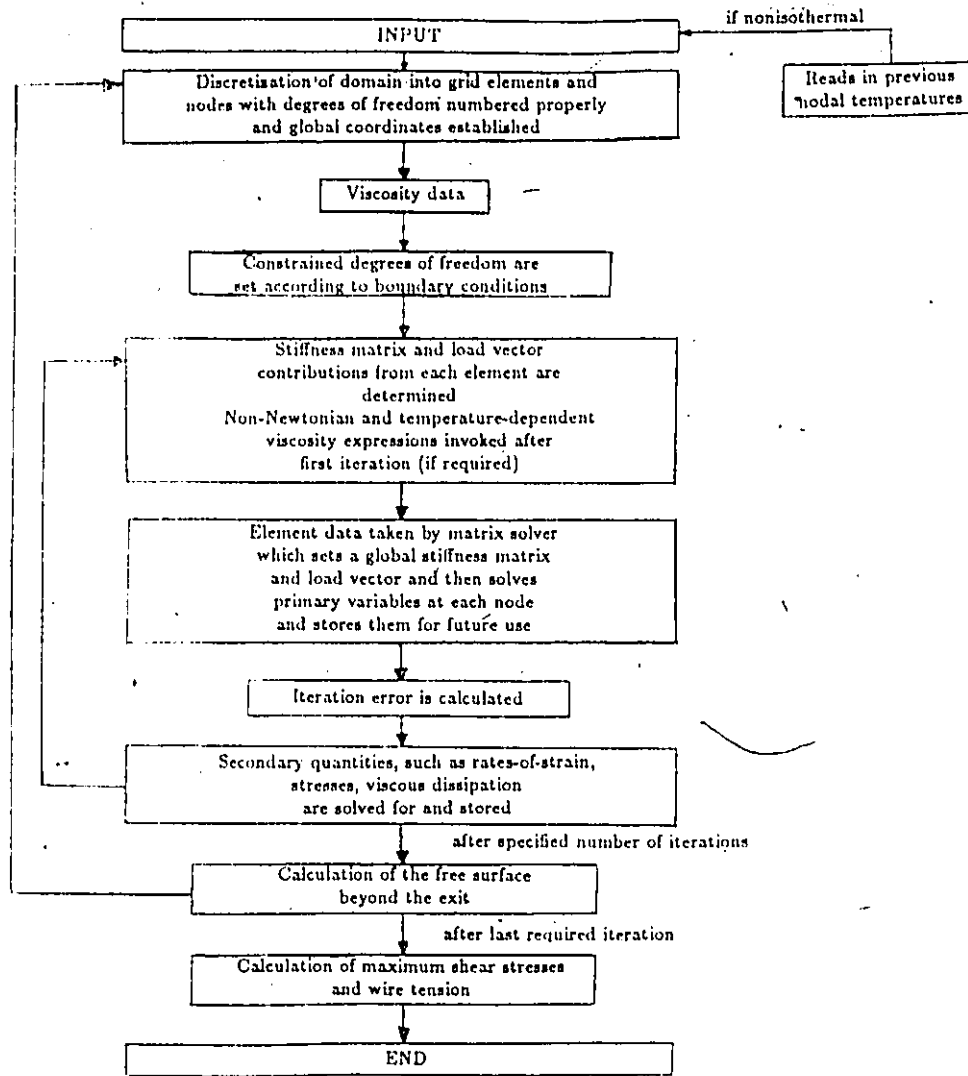 if nonisothermal
INPUT
Reads in previous
nodal temperatures
Discretization of domain into grid elements and
nodes with degrees of freedom numbered properly
and global coordinates established
Viscosity data
Constrained degrees of freedom are
set according to boundary conditions
Stiffness matrix and load vector
contributions from each element are
determined
Non-Newtonian and temperature-dependent
viscosity expressions invoked after
first iteration (if required)
Element data taken by matrix solver
which sets a global stiffness matrix
and load vector and then solves
primary variables at each node
and stores them for future use
Iteration error is calculated
Secondary quantities, such as rates-of-strain,
stresses, viscous dissipation
are solved for and stored
after specified number of iterations
Calculation of the free surface
beyond the exit
after last required iteration
Calculation of maximum shear stresses
and wire tension
END